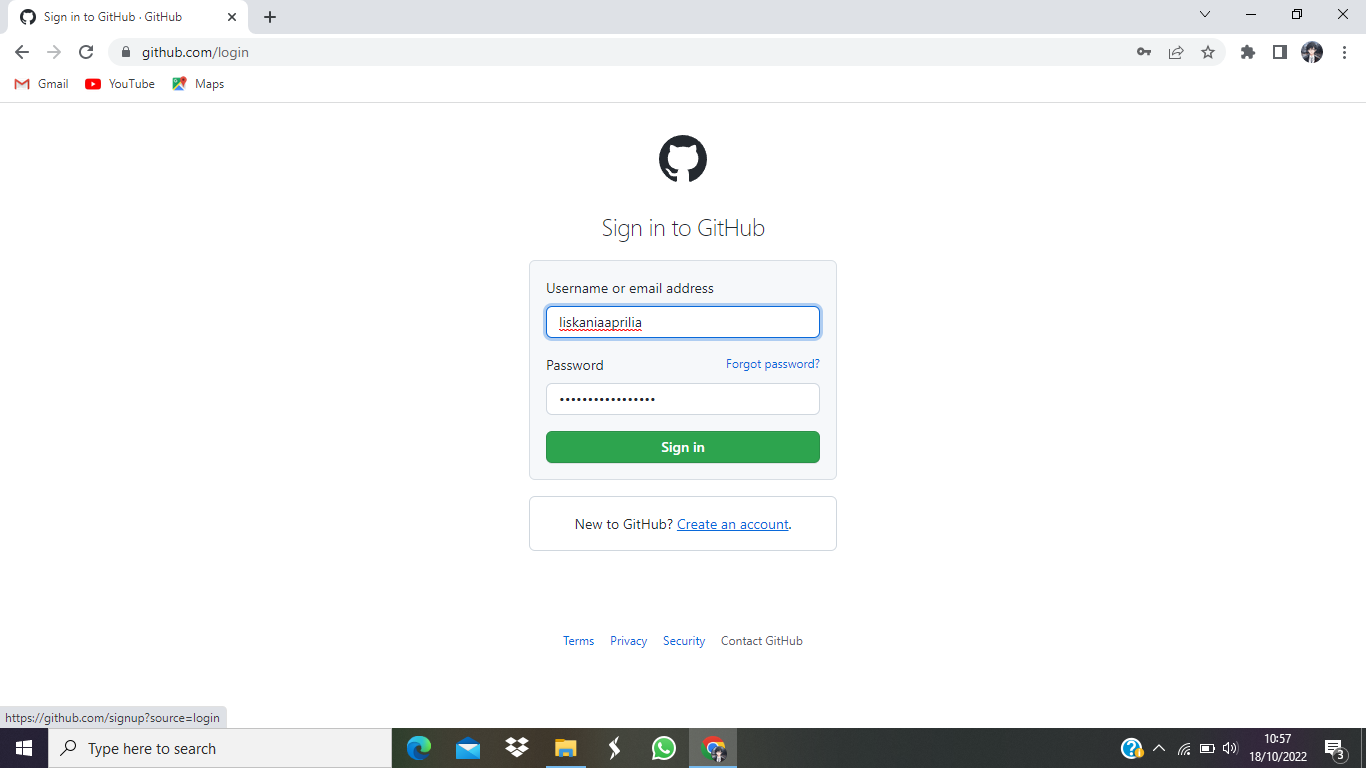 Sign in to GitHub · GitHub
github.com/login
Gmail YouTube Maps
Sign in to GitHub
Username or email address
liskaniaaprilia
Password Forgot password?
Sign in
New to GitHub? Create an account.
Terms Privacy Security Contact GitHub
https://github.com/signup?source=login
Type here to search
10:57
18/10/2022
3